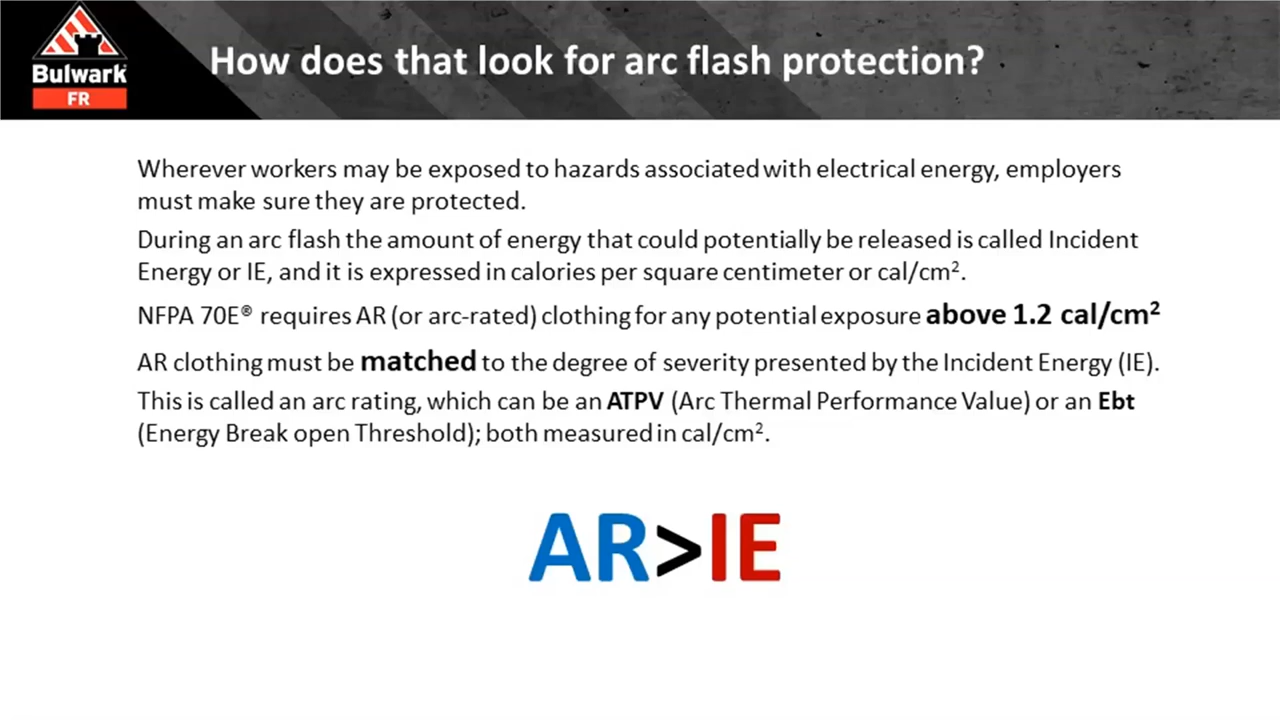 Bulwark
FR
How does that look for arc flash protection?
Wherever workers may be exposed to hazards associated with electrical energy, employers
must make sure they are protected.
During an arc flash the amount of energy that could potentially be released is called Incident
Energy or IE, and it is expressed in calories per square centimeter or cal/cm².
NFPA 70E® requires AR (or arc-rated) clothing for any potential exposure above 1.2 cal/cm²
AR clothing must be matched to the degree of severity presented by the Incident Energy (IE).
This is called an arc rating, which can be an ATPV (Arc Thermal Performance Value) or an Ebt
(Energy Break open Threshold); both measured in cal/cm².
AR>IE